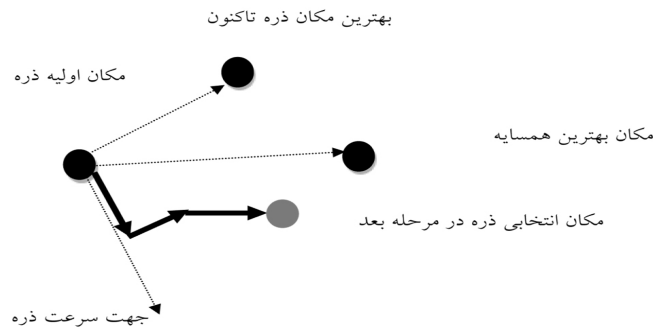 بهترین مکان ذره تاکنون
مکان اولیه ذره
مکان بهترین همسایه
مکان انتخابی ذره در مرحله بعد
جهت سرعت ذره